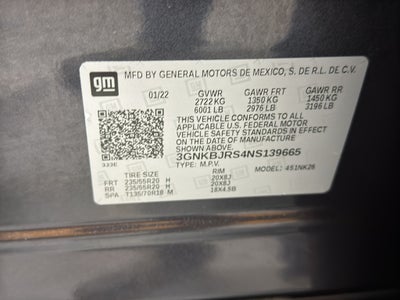 gm
MFD BY GENERAL MOTORS DE MEXICO, S. DE R.L. DE C.V.
01/22 GVWR GAWR FRT GAWR RR
2722 KG 1350 KG 1450 KG
6001 LB 2976 LB 3196 LB
THIS VEHICLE CONFORMS TO ALL
APPLICABLE U.S. FEDERAL MOTOR
VEHICLE SAFETY STANDARDS IN
EFFECT ON THE DATE OF
MANUFACTURE SHOWN ABOVE.
3GNKBJRS4NS139665
TYPE: M.P.V. MODEL: 4S1NK26
TIRE SIZE RIM
FRT 235/55R20 H 20X8J
RR 235/55R20 H 20X8J
SPA T135/70R18 M 18X4.5B